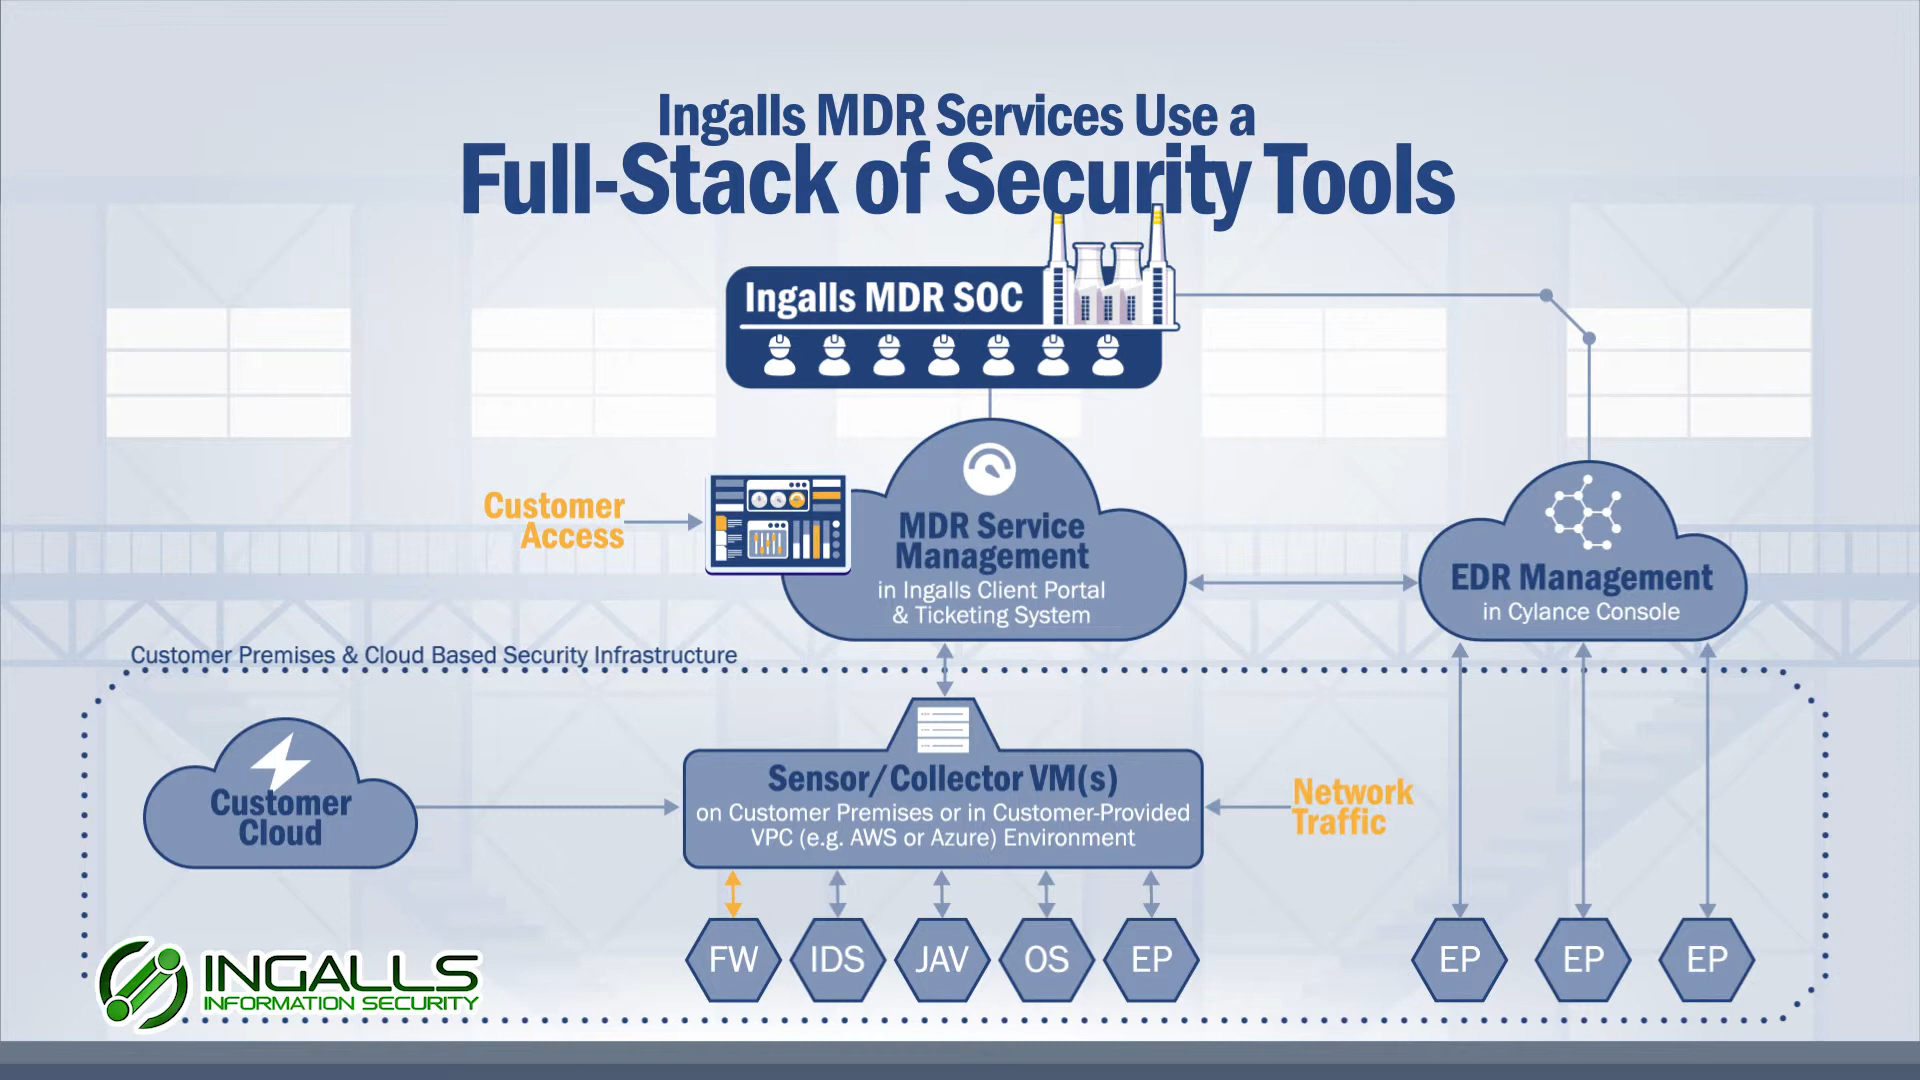 Ingalls MDR Services Use a
Full-Stack of Security Tools
Ingalls MDR SOC
Customer
Access
MDR Service
Management
in Ingalls Client Portal
& Ticketing System
EDR Management
in Cylance Console
Customer Premises & Cloud Based Security Infrastructure
Customer
Cloud
Sensor/Collector VM(s)
on Customer Premises or in Customer-Provided
VPC (e.g. AWS or Azure) Environment
Network
Traffic
FW
IDS
JAV
OS
EP
EP
EP
EP
INGALLS
INFORMATION SECURITY